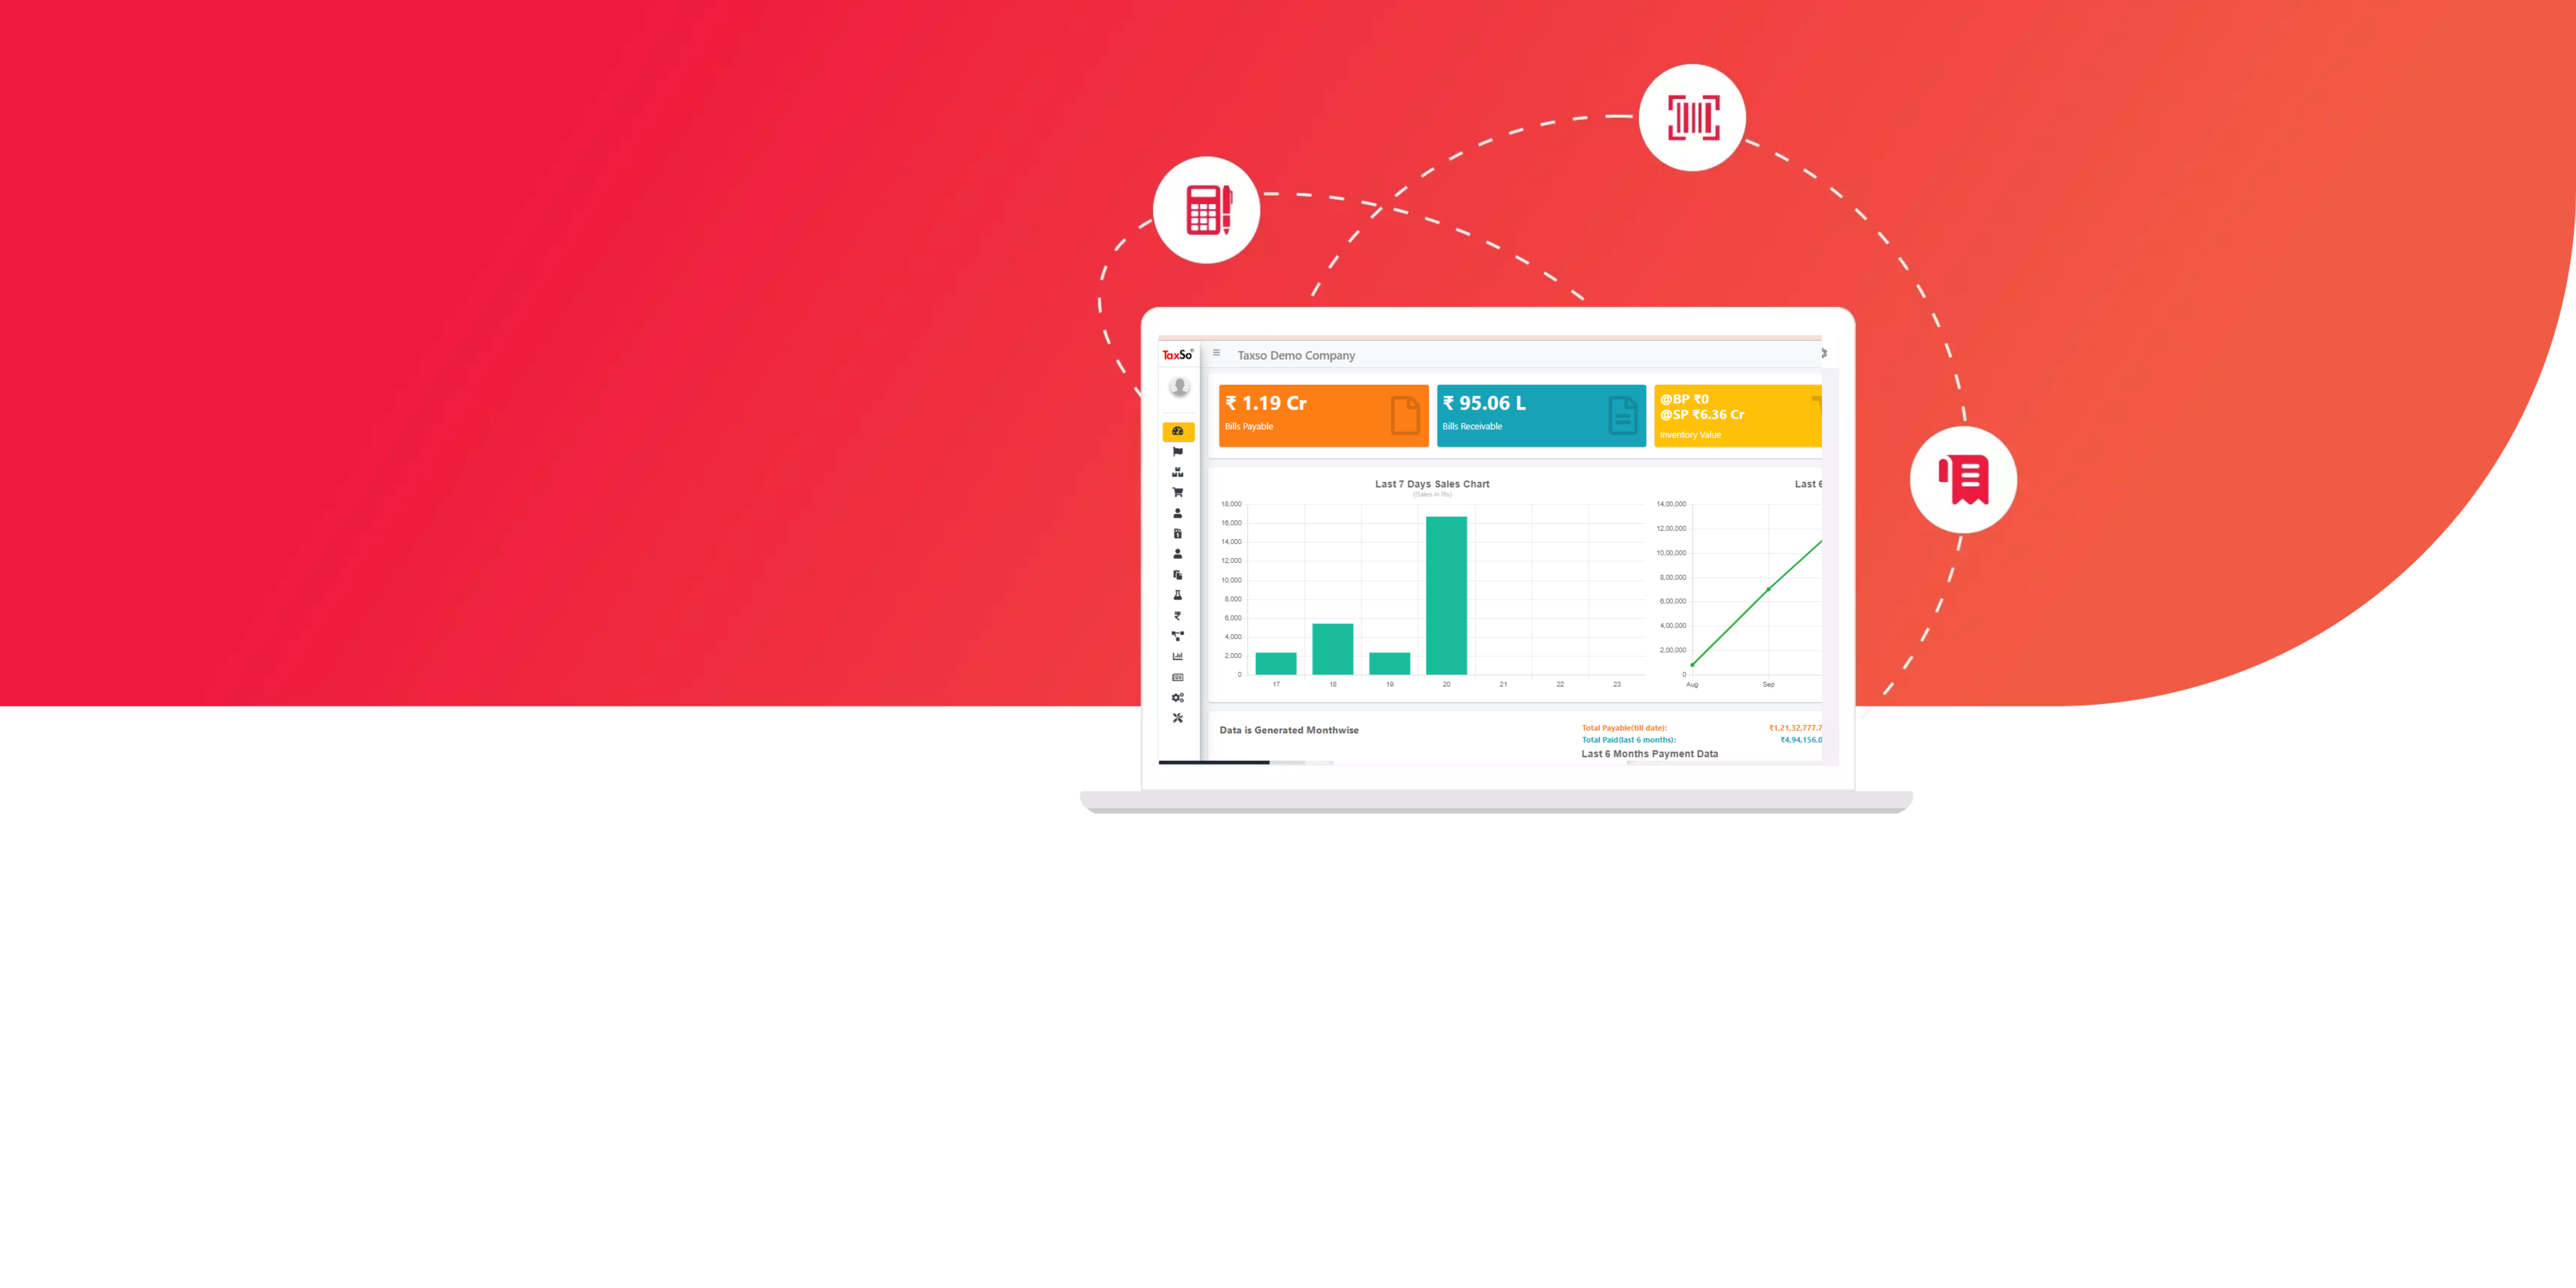 TaxSo®
Taxso Demo Company
₹ 1.19 Cr
Bills Payable
₹ 95.06 L
Bills Receivable
@BP ₹0
@SP ₹6.36 Cr
Inventory Value
Last 7 Days Sales Chart
(Sales in Rs)
18,000
16,000
14,000
12,000
10,000
8,000
6,000
4,000
2,000
0
17 18 19 20 21 22 23
Last 6
14,00,000
12,00,000
10,00,000
8,00,000
6,00,000
4,00,000
2,00,000
0
Aug Sep
Data is Generated Monthwise
Total Payable(till date): ₹1,21,32,777.7
Total Paid(last 6 months): ₹4,94,156.0
Last 6 Months Payment Data